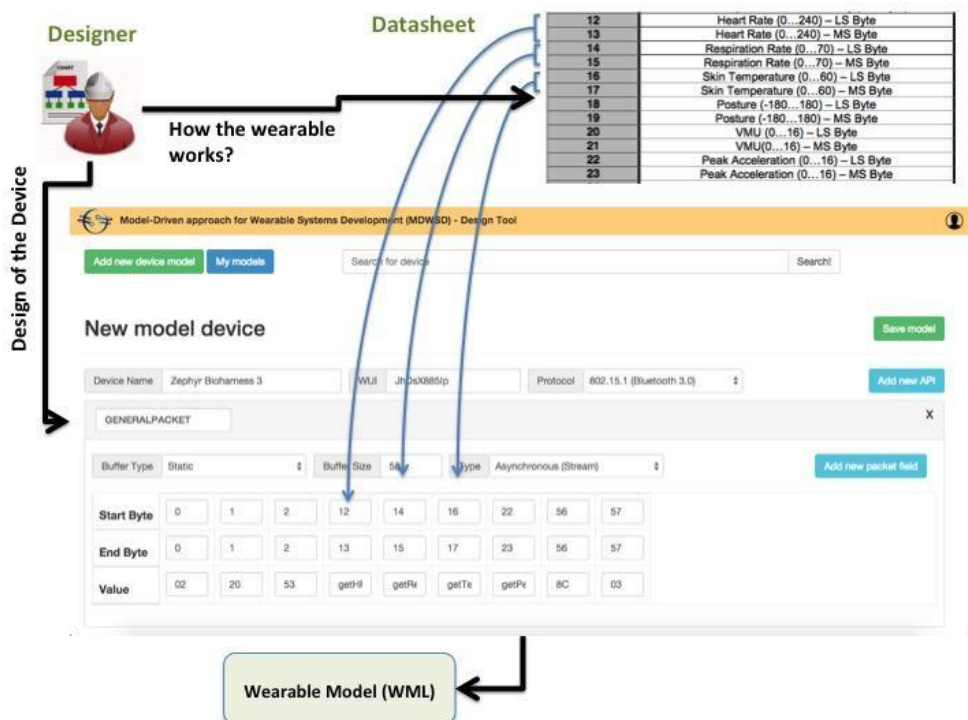 Designer
Datasheet
CHART
12 Heart Rate (0...240) – LS Byte
13 Heart Rate (0...240) – MS Byte
14 Respiration Rate (0...70) – LS Byte
15 Respiration Rate (0...70) – MS Byte
16 Skin Temperature (0...60) – LS Byte
17 Skin Temperature (0...60) – MS Byte
18 Posture (-180...180) – LS Byte
19 Posture (-180...180) – MS Byte
20 VMU (0...16) – LS Byte
21 VMU(0...16) – MS Byte
22 Peak Acceleration (0...16) – LS Byte
23 Peak Acceleration (0...16) – MS Byte
How the wearable
works?
Design of the Device
Model-Driven approach for Wearable Systems Development (MDWSD) - Design Tool
Add new device model My models Search for device Search!
New model device Save model
Device Name Zephyr Bioharness 3 WUI Protocol 802.15.1 (Bluetooth 3.0) Add new API
GENERALPACKET X
Buffer Type Static Buffer Size Type Asynchronous (Stream) Add new packet field
Start Byte 0 1 2 12 14 16 22 56 57
End Byte 0 1 2 13 15 17 23 56 57
Value 02 20 53 getHI getRe getTe getPe 8C 03
Wearable Model (WML)